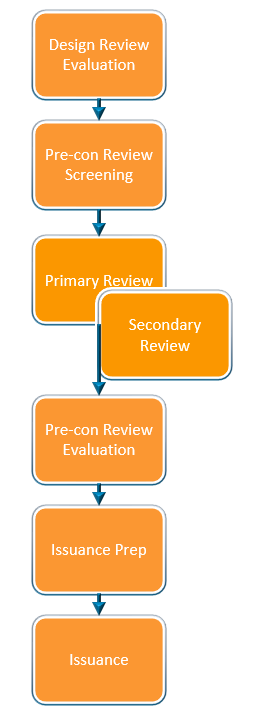 Design Review
Evaluation
Pre-con Review
Screening
Primary Review
Secondary
Review
Pre-con Review
Evaluation
Issuance Prep
Issuance